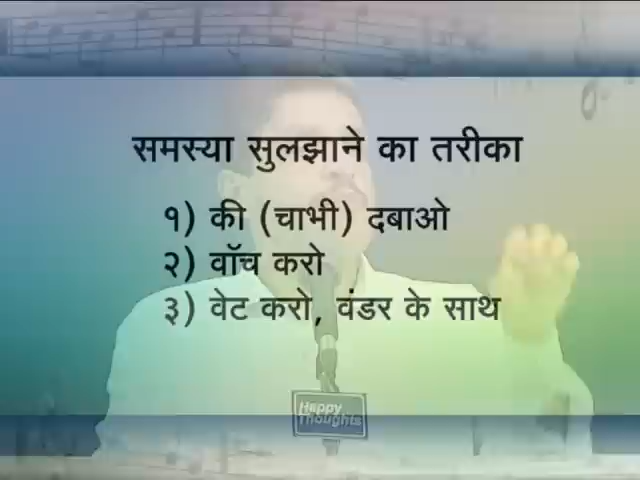 समस्या सुलझाने का तरीका
१) की (चाभी) दबाओ
२) वॉच करो
३) वेट करो, वंडर के साथ
Happy
Thoughts